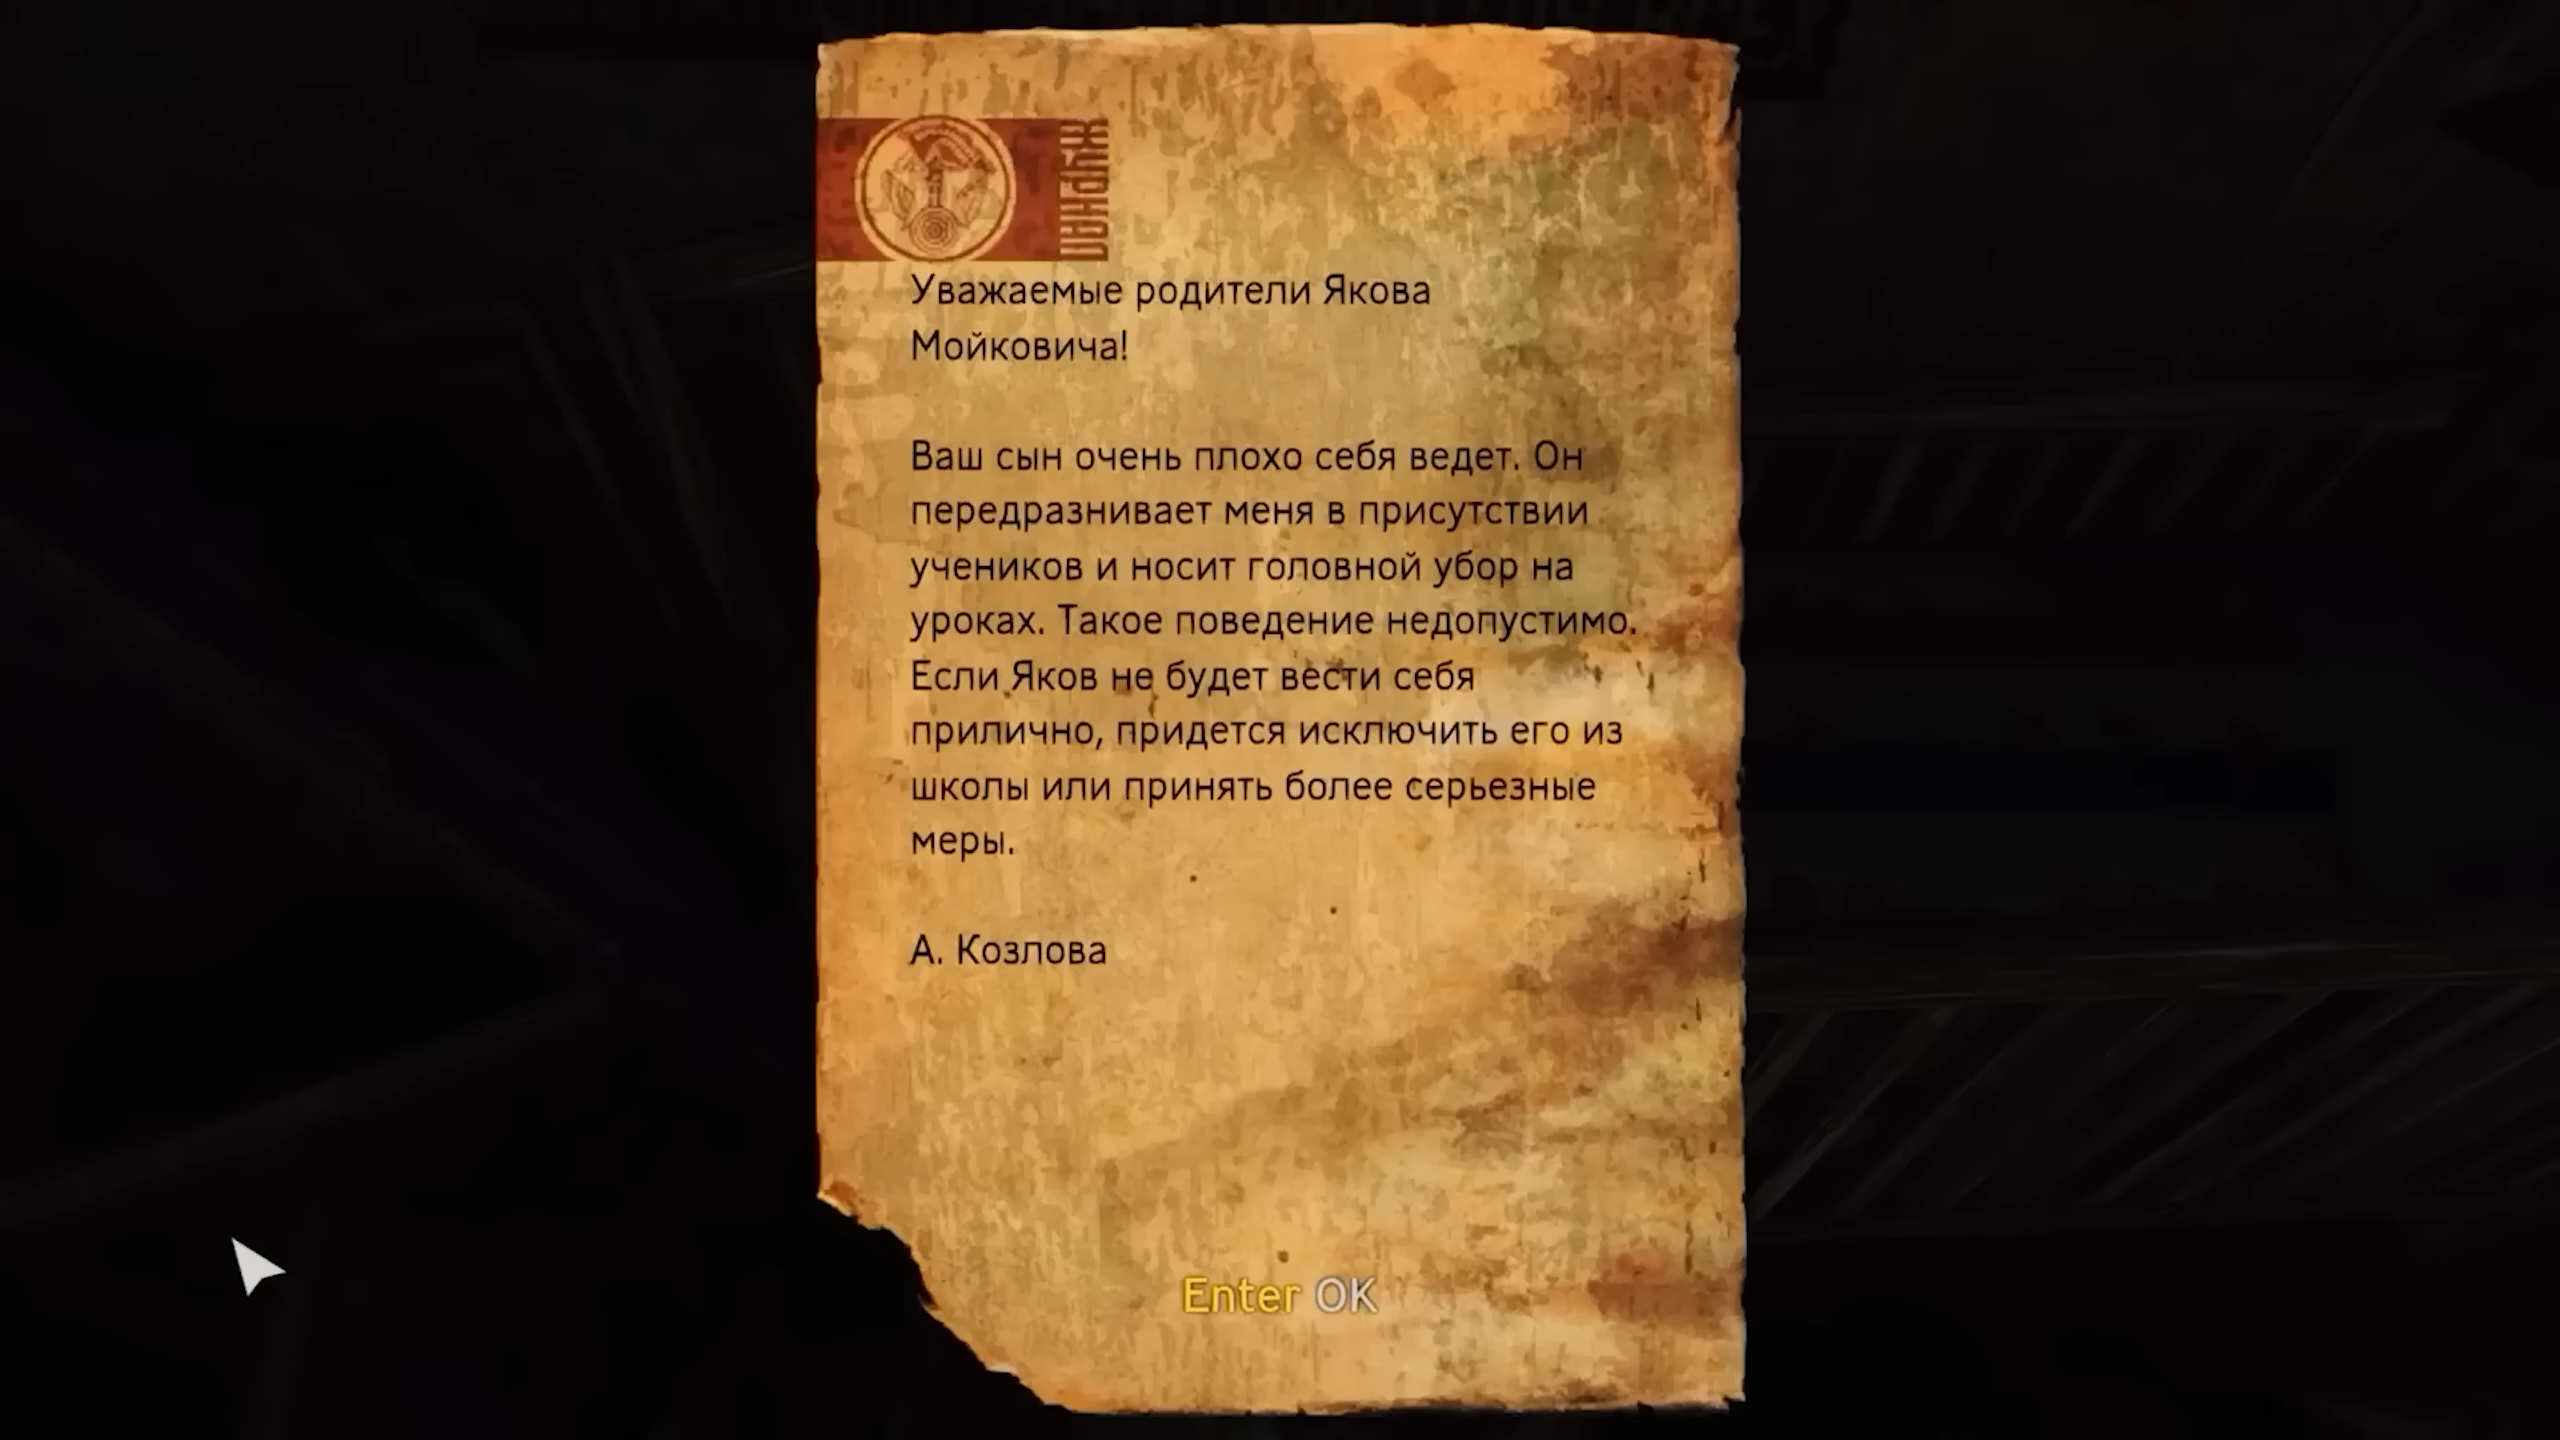 Уважаемые родители Якова
Мойковича!
Ваш сын очень плохо себя ведет. Он
передразнивает меня в присутствии
учеников и носит головной убор на
уроках. Такое поведение недопустимо.
Если Яков не будет вести себя
прилично, придется исключить его из
школы или принять более серьезные
меры.
А. Козлова
Enter OK